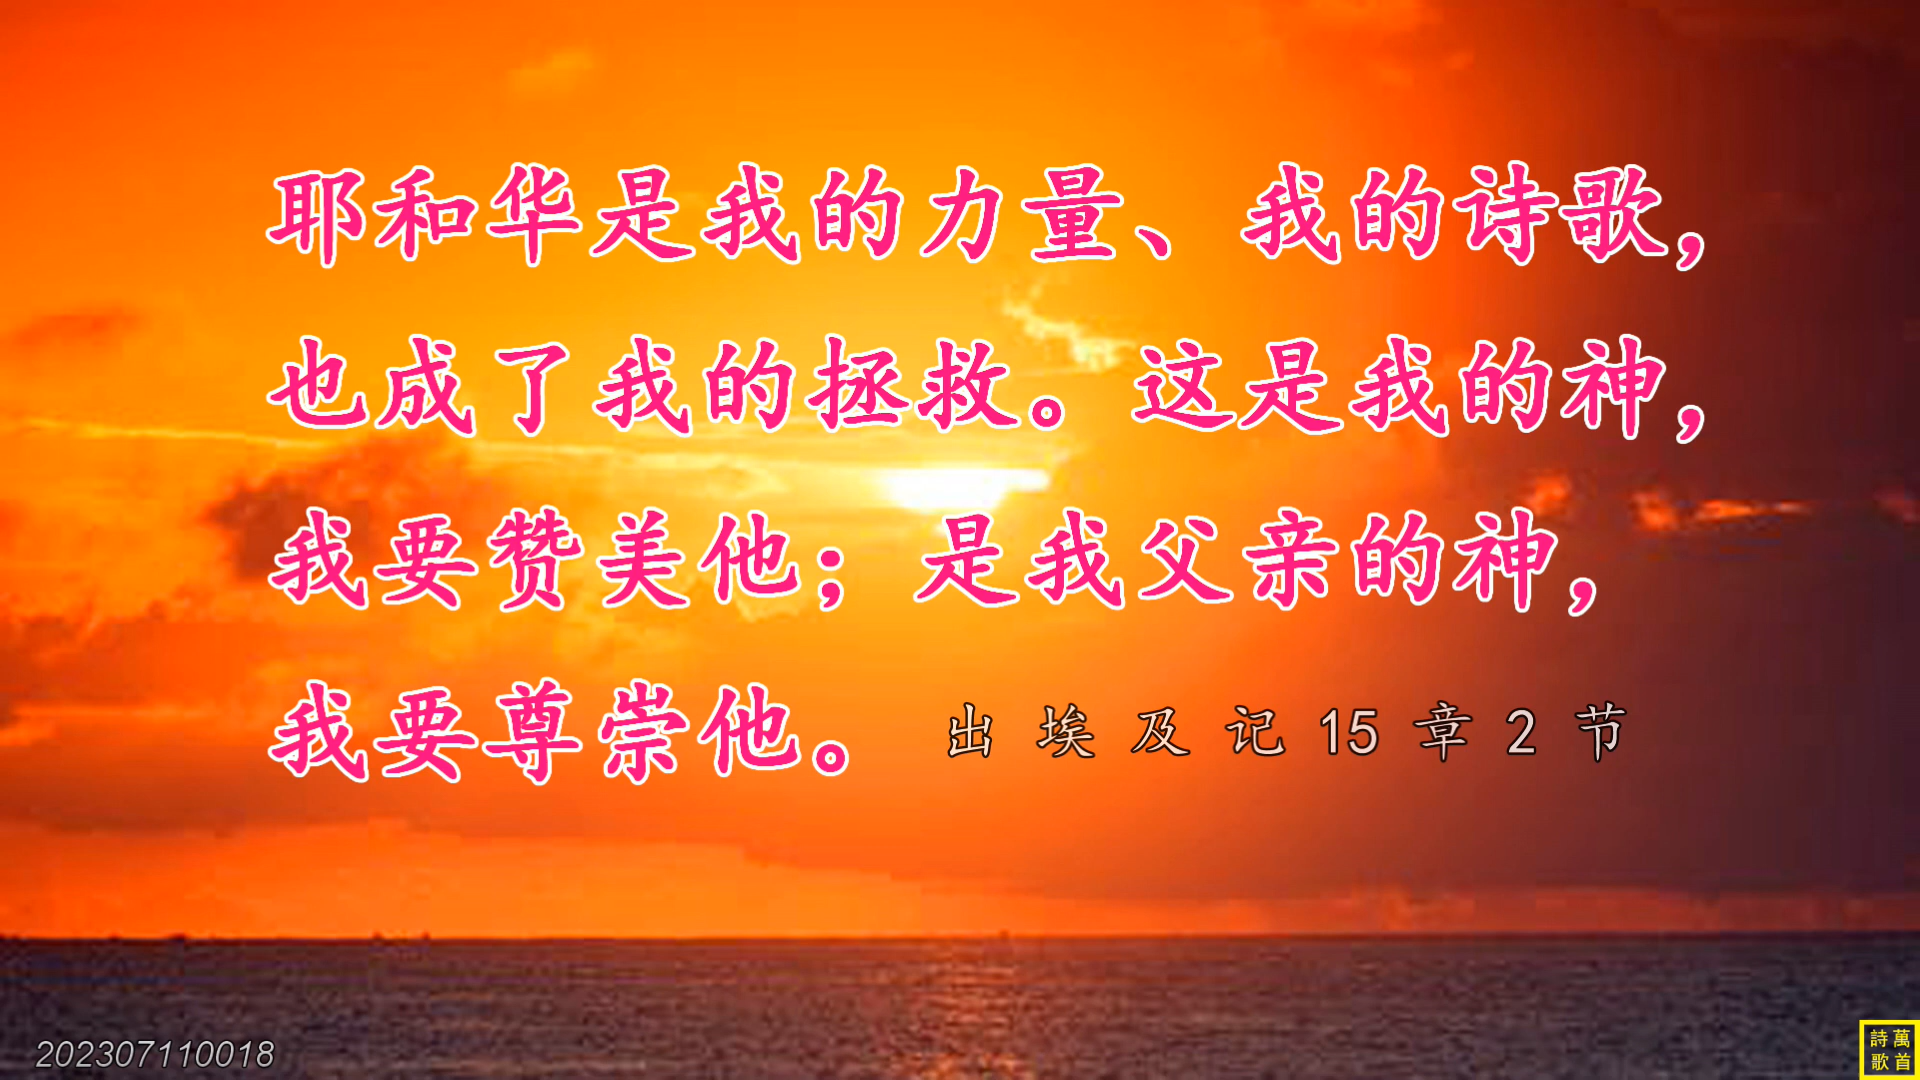 耶和华是我的力量、我的诗歌，
也成了我的拯救。这是我的神，
我要赞美他；是我父亲的神，
我要尊崇他。 出埃及记15章2节
202307110018
萬首
詩歌